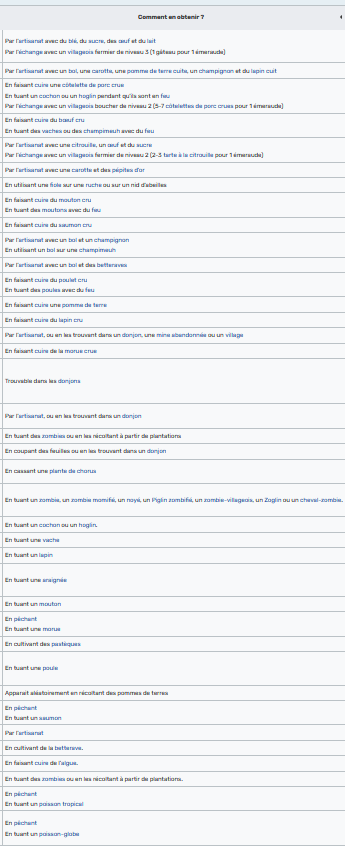 Comment en obtenir ?
Par l'artisanat avec du blé, du sucre, des œuf et du lait
Par l'échange avec un villageois fermier de niveau 3 (1 gâteau pour 1 émeraude)
Par l'artisanat avec un bol, une carotte, une pomme de terre cuite, un champignon et du lapin cuit
En faisant cuire une côtelette de porc crue
En tuant un cochon ou un hoglin pendant qu'ils sont en feu
Par l'échange avec un villageois boucher de niveau 2 (5-7 côtelettes de porc crues pour 1 émeraude)
En faisant cuire du bœuf cru
En tuant des vaches ou des champimeuh avec du feu
Par l'artisanat avec une citrouille, un œuf et du sucre
Par l'échange avec un villageois fermier de niveau 2 (2-3 tarte à la citrouille pour 1 émeraude)
Par l'artisanat avec une carotte et des pépites d'or
En utilisant une fiole sur une ruche ou sur un nid d'abeilles
En faisant cuire du mouton cru
En tuant des moutons avec du feu
En faisant cuire du saumon cru
Par l'artisanat avec un bol et un champignon
En utilisant un bol sur une champimeuh
Par l'artisanat avec un bol et des betteraves
En faisant cuire du poulet cru
En tuant des poules avec du feu
En faisant cuire une pomme de terre
En faisant cuire du lapin cru
Par l'artisanat, ou en les trouvant dans un donjon, une mine abandonnée ou un village
En faisant cuire de la morue crue
Trouvable dans les donjons
Par l'artisanat, ou en les trouvant dans un donjon
En tuant des zombies ou en les récoltant à partir de plantations
En coupant des feuilles ou en les trouvant dans un donjon
En cassant une plante de chorus
En tuant un zombie, un zombie momifié, un noyé, un Piglin zombifié, un zombie-villageois, un Zoglin ou un cheval-zombie.
En tuant un cochon ou un hoglin.
En tuant une vache
En tuant un lapin
En tuant une araignée
En tuant un mouton
En pêchant
En tuant une morue
En cultivant des pastèques
En tuant une poule
Apparaît aléatoirement en récoltant des pommes de terres
En pêchant
En tuant un saumon
Par l'artisanat
En cultivant de la betterave.
En faisant cuire de l'algue.
En tuant des zombies ou en les récoltant à partir de plantations.
En pêchant
En tuant un poisson tropical
En pêchant
En tuant un poisson-globe